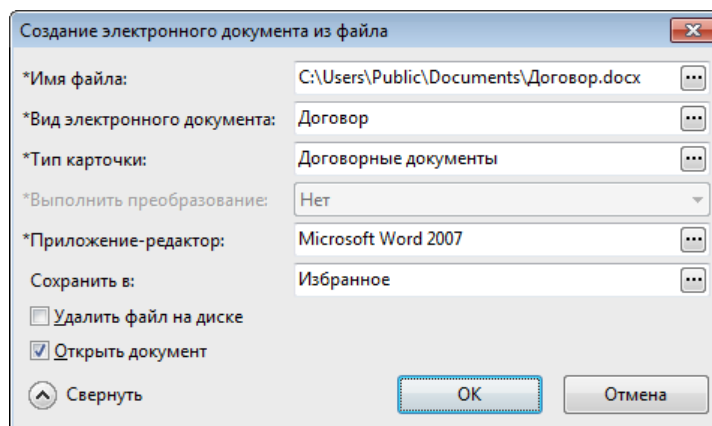 Создание электронного документа из файла
*Имя файла: C:\Users\Public\Documents\Договор.docx
*Вид электронного документа: Договор
*Тип карточки: Договорные документы
*Выполнить преобразование: Нет
*Приложение-редактор: Microsoft Word 2007
Сохранить в: Избранное
Удалить файл на диске
Открыть документ
Свернуть OK Отмена